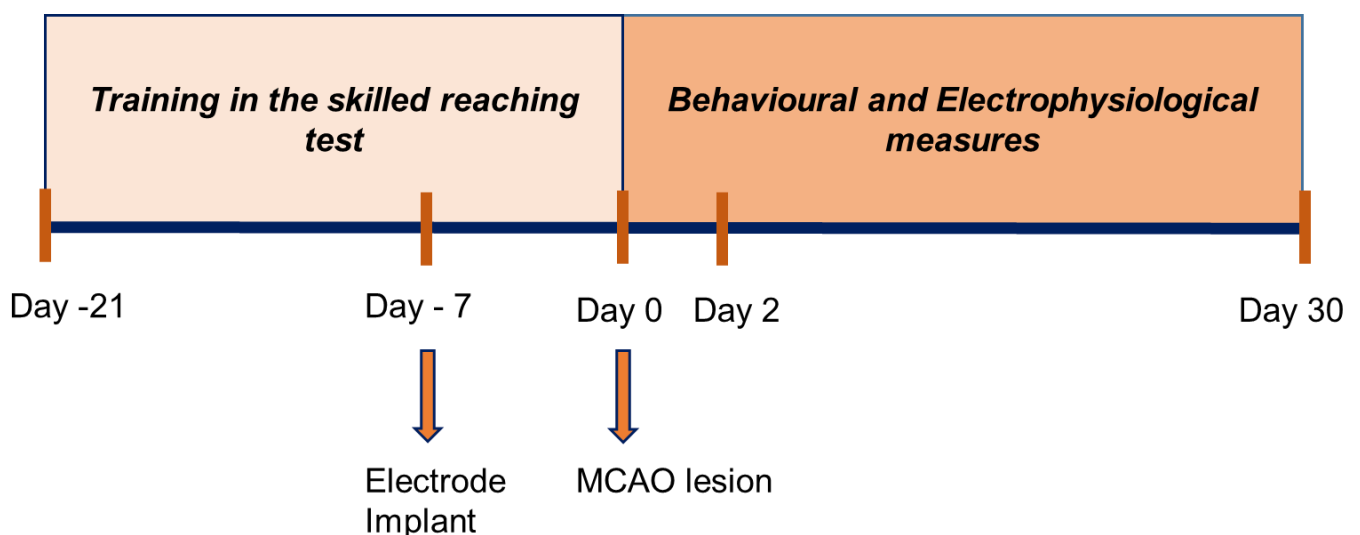 Training in the skilled reaching
test
Behavioural and Electrophysiological
measures
Day -21
Day - 7
Day 0
Day 2
Day 30
Electrode
Implant
MCAO lesion